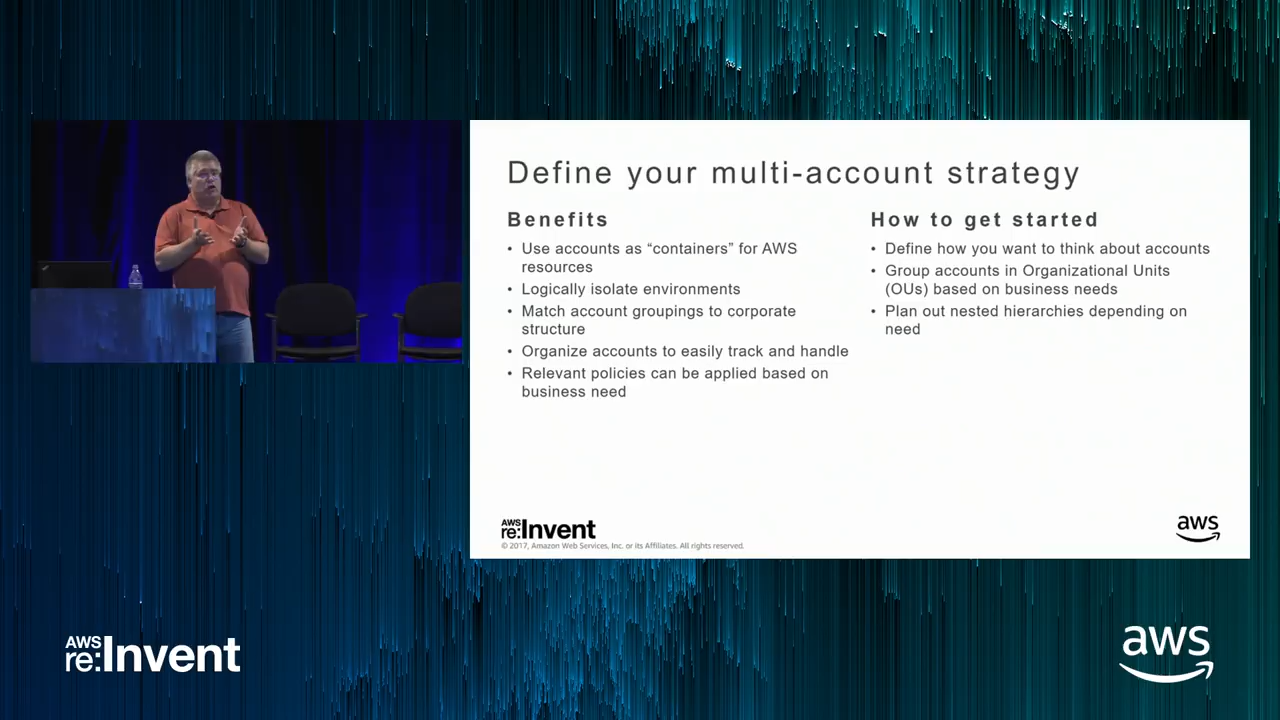 Define your multi-account strategy
Benefits
• Use accounts as “containers” for AWS
resources
• Logically isolate environments
• Match account groupings to corporate
structure
• Organize accounts to easily track and handle
• Relevant policies can be applied based on
business need
How to get started
• Define how you want to think about accounts
• Group accounts in Organizational Units
(OUs) based on business needs
• Plan out nested hierarchies depending on
need
AWS
re:Invent
© 2017, Amazon Web Services, Inc. or its Affiliates. All rights reserved.
aws
AWS
re:Invent
aws